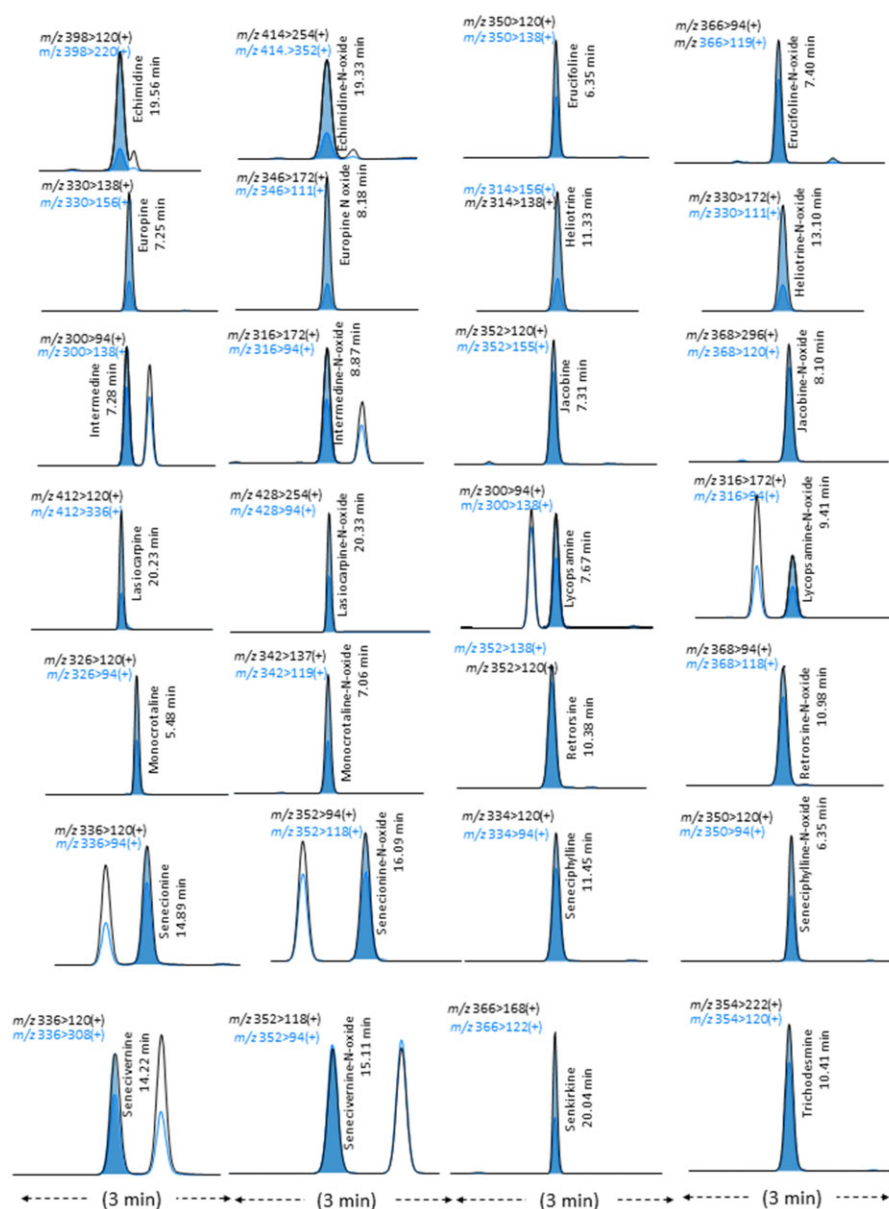 m/z 398>120(+)
m/z 398>220(+)
Echimidine
19.56 min
m/z 414>254(+)
m/z 414.>352(+)
Echimidine-N-oxide
19.33 min
m/z 350>120(+)
m/z 350>138(+)
Erucifoline
6.35 min
m/z 366>94(+)
m/z 366>119(+)
Erucifoline-N-oxide
7.40 min
m/z 330>138(+)
m/z 330>156(+)
Europine
7.25 min
m/z 346>172(+)
m/z 346>111(+)
Europine N oxide
8.18 min
m/z 314>156(+)
m/z 314>138(+)
Heliotrine
11.33 min
m/z 330>172(+)
m/z 330>111(+)
Heliotrine-N-oxide
13.10 min
m/z 300>94(+)
m/z 300>138(+)
Intermedine
7.28 min
m/z 316>172(+)
m/z 316>94(+)
Intermedine-N-oxide
8.87 min
m/z 352>120(+)
m/z 352>155(+)
Jacobine
7.31 min
m/z 368>296(+)
m/z 368>120(+)
Jacobine-N-oxide
8.10 min
m/z 412>120(+)
m/z 412>336(+)
Lasiocarpine
20.23 min
m/z 428>254(+)
m/z 428>94(+)
Lasiocarpine-N-oxide
20.33 min
m/z 300>94(+)
m/z 300>138(+)
Lycopsamine
7.67 min
m/z 316>172(+)
m/z 316>94(+)
Lycopsamine-N-oxide
9.41 min
m/z 326>120(+)
m/z 326>94(+)
Monocrotaline
5.48 min
m/z 342>137(+)
m/z 342>119(+)
Monocrotaline-N-oxide
7.06 min
m/z 352>138(+)
m/z 352>120(+)
Retrorsine
10.38 min
m/z 368>94(+)
m/z 368>118(+)
Retrorsine-N-oxide
10.98 min
m/z 336>120(+)
m/z 336>94(+)
Senecionine
14.89 min
m/z 352>94(+)
m/z 352>118(+)
Senecionine-N-oxide
16.09 min
m/z 334>120(+)
m/z 334>94(+)
Seneciphylline
11.45 min
m/z 350>120(+)
m/z 350>94(+)
Seneciphylline-N-oxide
6.35 min
m/z 336>120(+)
m/z 336>308(+)
Senecivernine
14.22 min
m/z 352>118(+)
m/z 352>94(+)
Senecivernine-N-oxide
15.11 min
m/z 366>168(+)
m/z 366>122(+)
Senkirkine
20.04 min
m/z 354>222(+)
m/z 354>120(+)
Trichodesmine
10.41 min
(3 min) (3 min) (3 min) (3 min)